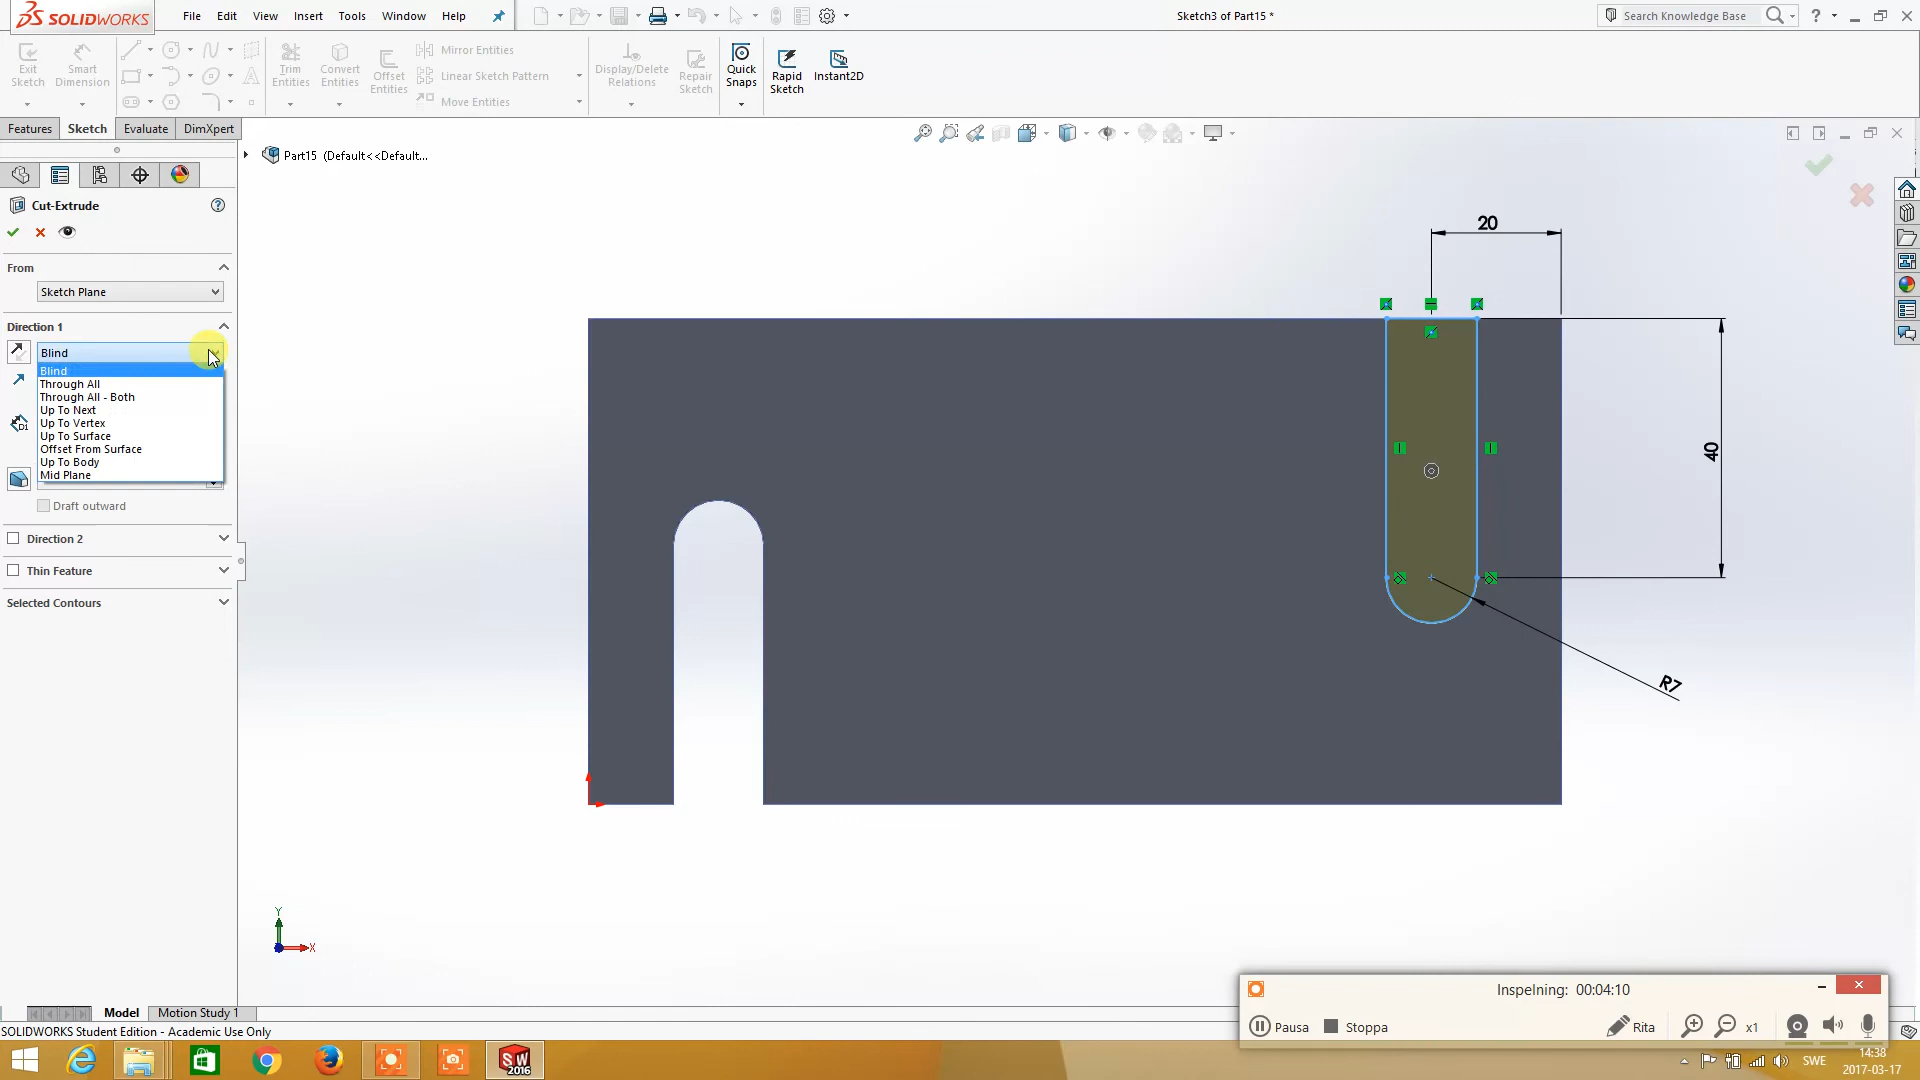 SOLIDWORKS
File Edit View Insert Tools Window Help
Sketch3 of Part15 *
Search Knowledge Base
?
Exit Sketch
Smart Dimension
Trim Entities
Convert Entities
Offset Entities
Mirror Entities
Linear Sketch Pattern
Move Entities
Display/Delete Relations
Repair Sketch
Quick Snaps
Rapid Sketch
Instant2D
Features Sketch Evaluate DimXpert
Part15 (Default<<Default...
Cut-Extrude
?
From
Sketch Plane
Direction 1
Blind
Blind
Through All
Through All - Both
Up To Next
Up To Vertex
Up To Surface
Offset From Surface
Up To Body
Mid Plane
D1
Draft outward
Direction 2
Thin Feature
Selected Contours
20
40
R7
Y
X
Model Motion Study 1
SOLIDWORKS Student Edition - Academic Use Only
Inspelning: 00:04:10
Pausa Stoppa Rita x1
SW 2016
SWE
14:38
2017-03-17